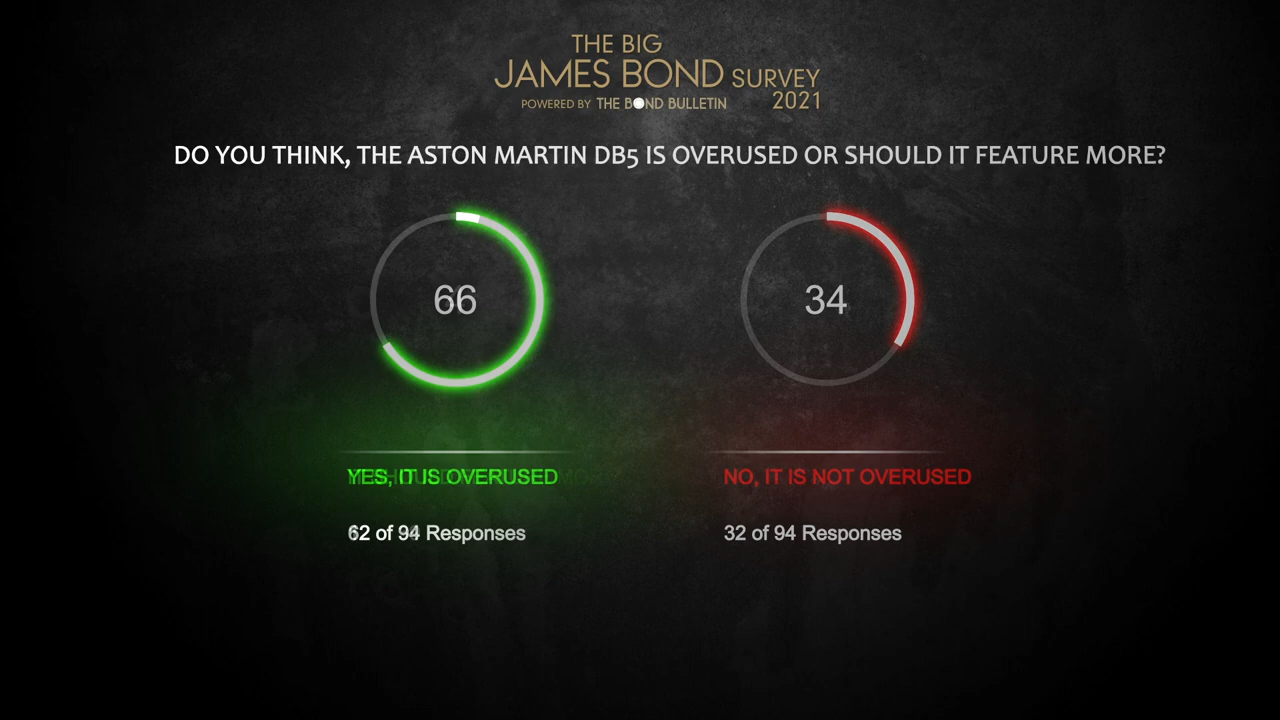 THE BIG
JAMES BOND SURVEY
2021
POWERED BY THE BOND BULLETIN
DO YOU THINK, THE ASTON MARTIN DB5 IS OVERUSED OR SHOULD IT FEATURE MORE?
66
34
YES, IT IS OVERUSED
NO, IT IS NOT OVERUSED
62 of 94 Responses
32 of 94 Responses